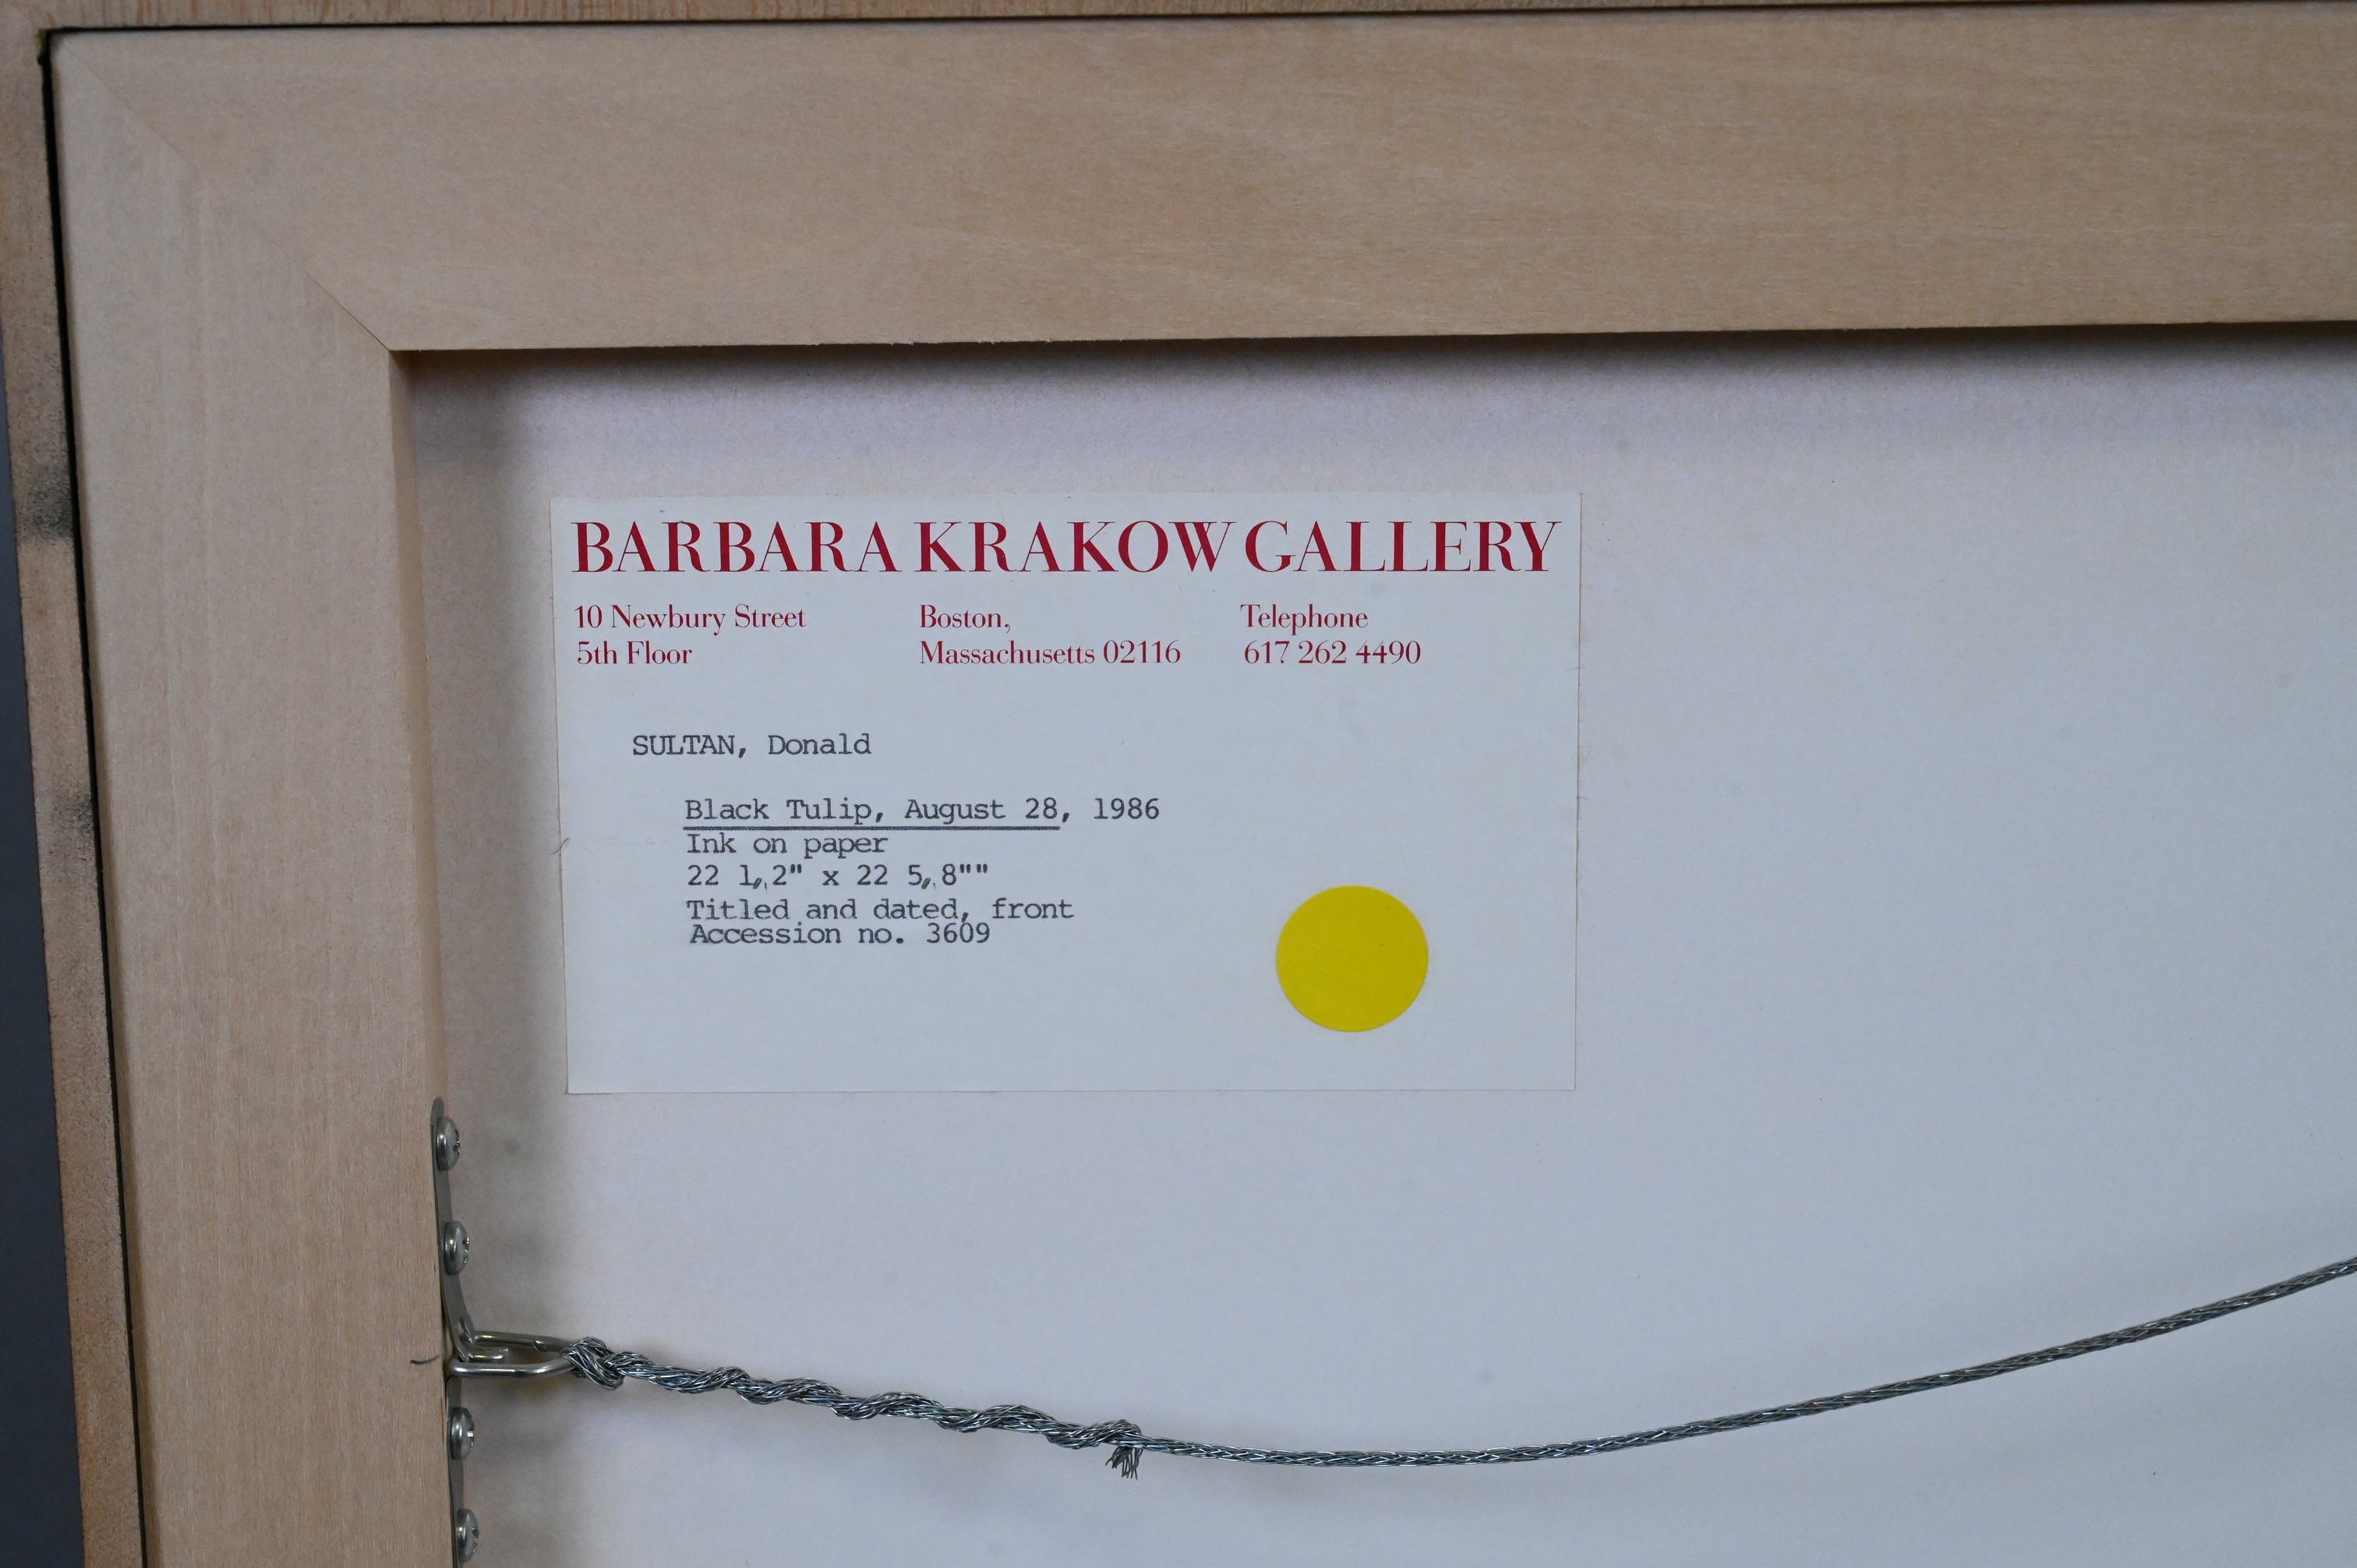 BARBARA KRAKOW GALLERY
10 Newbury Street
5th Floor
Boston,
Massachusetts 02116
Telephone
617 262 4490
SULTAN, Donald
Black Tulip, August 28, 1986
Ink on paper
22 1/2" x 22 5/8""
Titled and dated, front
Accession no. 3609